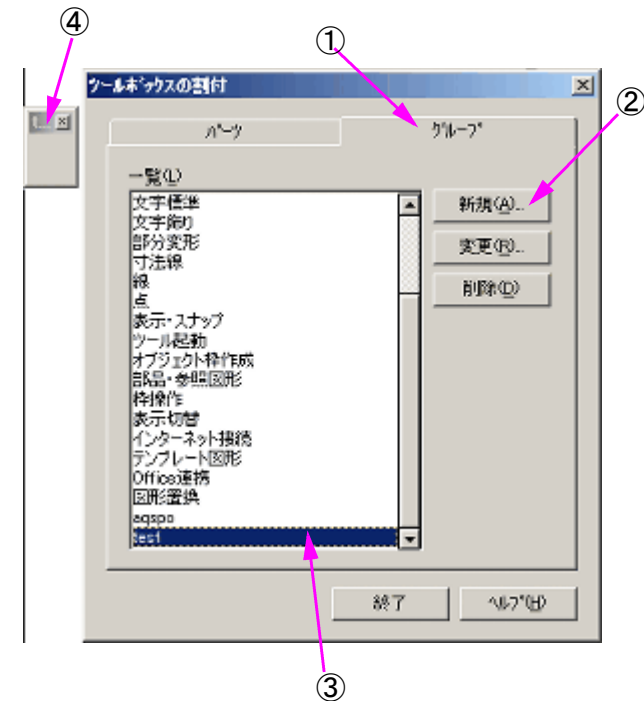 ④
①
ツールボックスの割付
②
パーツ
グループ
一覧(L)
文字標準
文字飾り
部分変形
寸法線
線
点
表示・スナップ
ツール起動
オブジェクト枠作成
部品・参照図形
枠操作
表示切替
インターネット接続
テンプレート図形
Office連携
図形置換
aqspo
test
新規(A)...
変更(R)...
削除(D)
終了
ヘルプ(H)
③